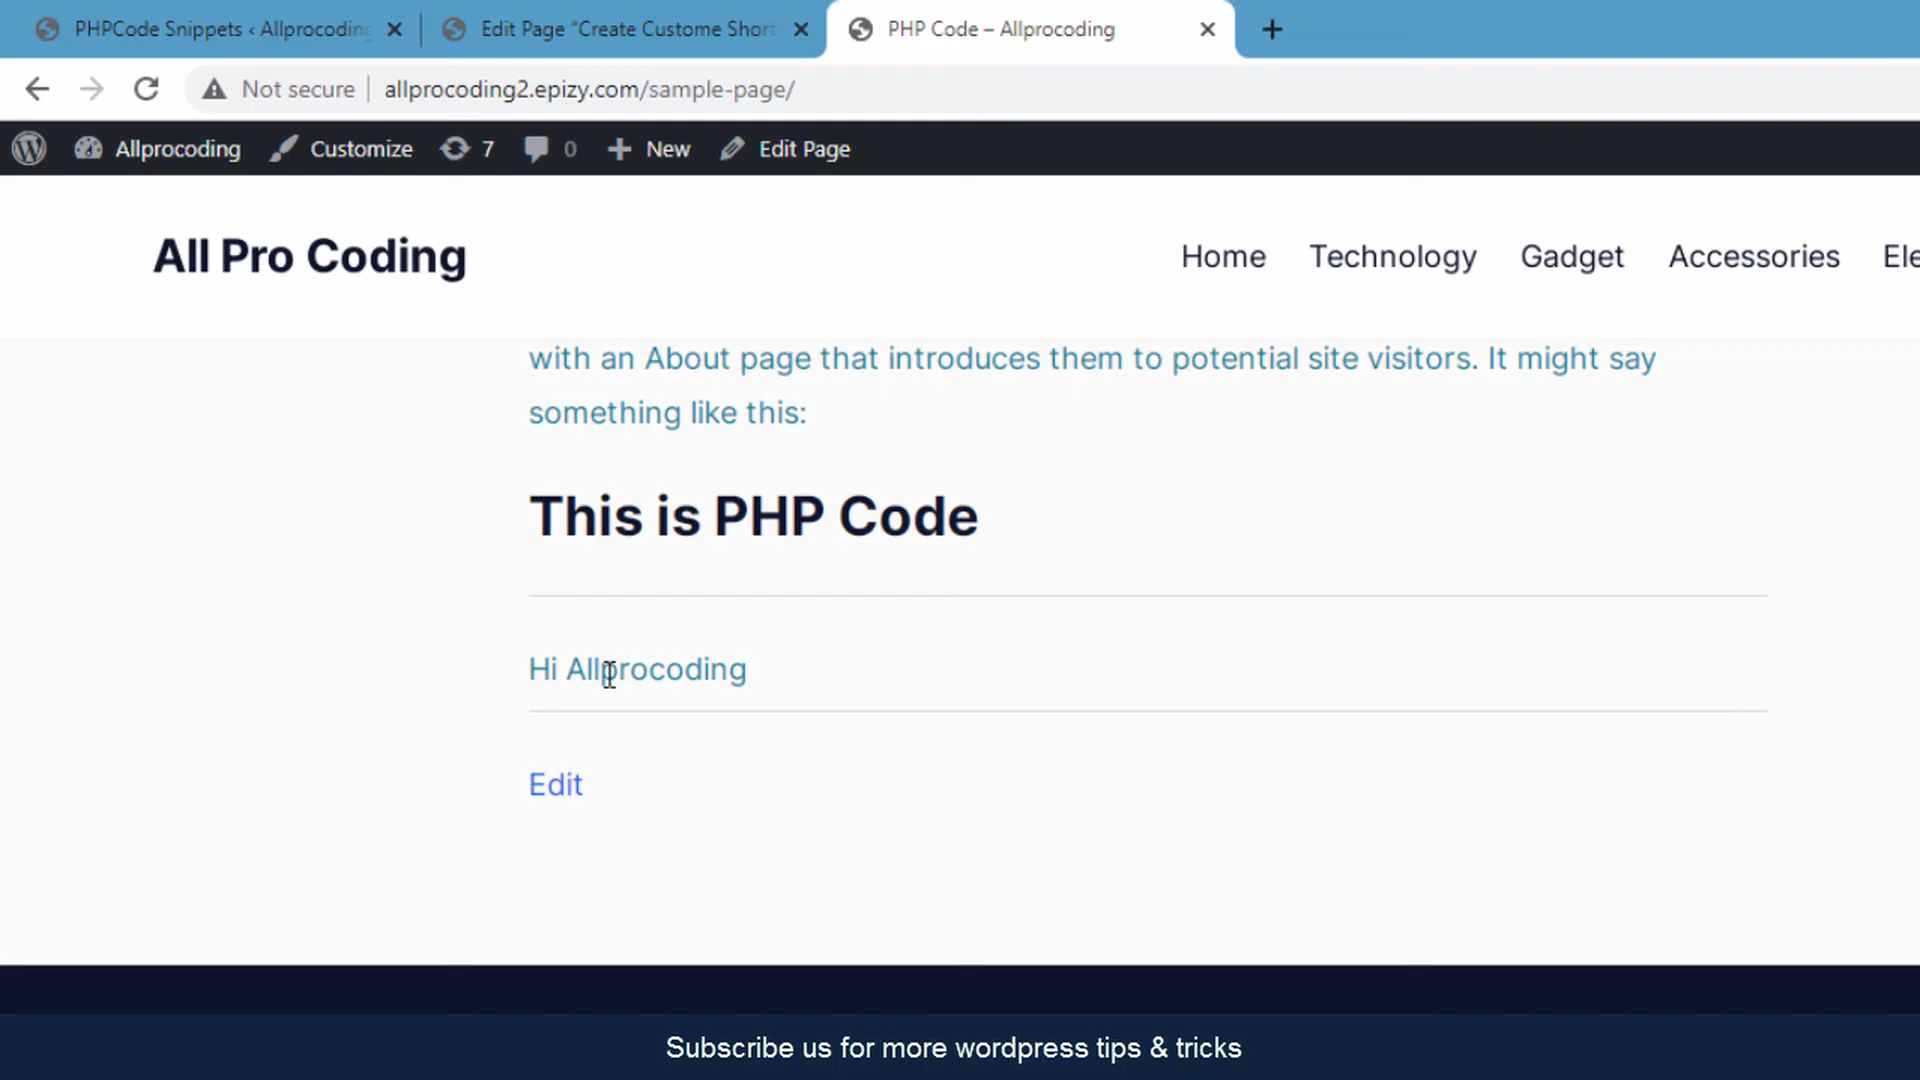 PHPCode Snippets ‹ Allprocoding
Edit Page “Create Custome Short
PHP Code – Allprocoding
Not secure
allprocoding2.epizy.com/sample-page/
Allprocoding
Customize
7
0
New
Edit Page
All Pro Coding
Home
Technology
Gadget
Accessories
Ele
with an About page that introduces them to potential site visitors. It might say
something like this:
This is PHP Code
Hi Allprocoding
Edit
Subscribe us for more wordpress tips & tricks